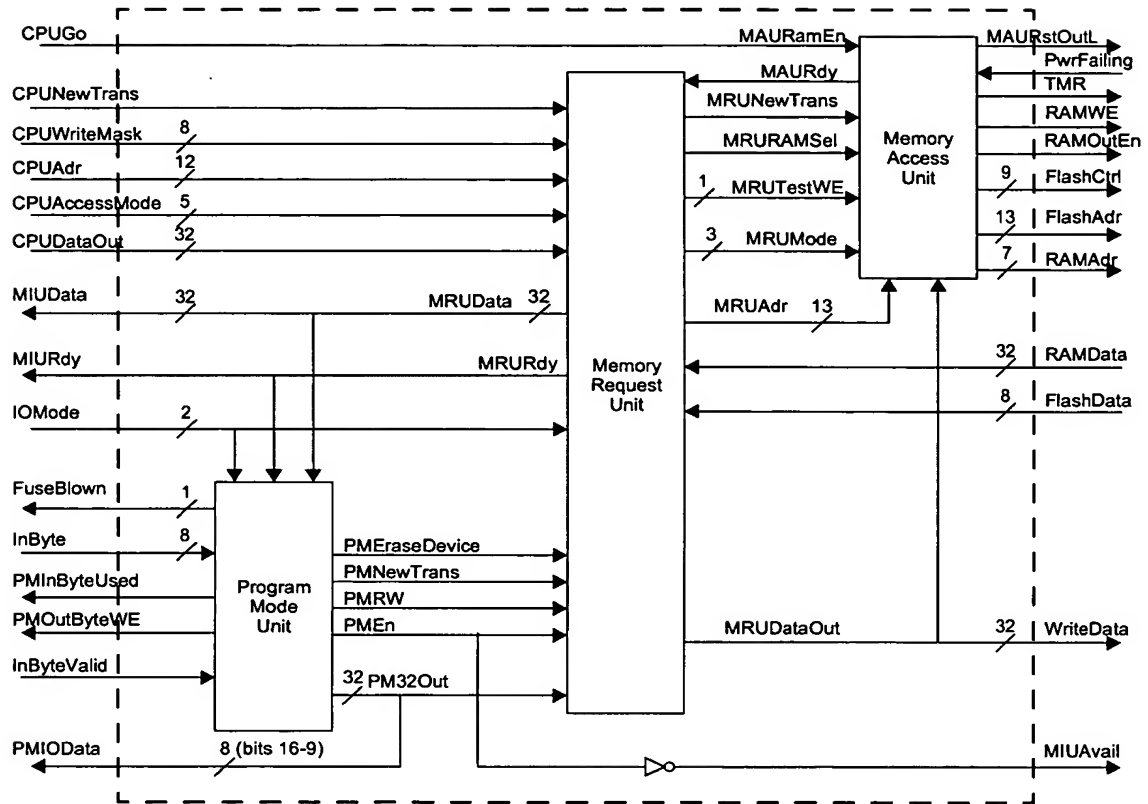 CPUGo
MAURamEn
MAURstOutL
MAURdy
PwrFailing
CPUNewTrans
MRUNewTrans
TMR
CPUWriteMask
8
RAMWE
MRURAMSel
Memory
Access
Unit
RAMOutEn
CPUAdr
12
1
MRUTestWE
9
FlashCtrl
CPUAccessMode
5
13
FlashAdr
CPUDataOut
32
3
MRUMode
7
RAMAdr
MIUData
32
MRUData
32
MRUAdr
13
MIURdy
MRURdy
Memory
Request
Unit
32
RAMData
IOMode
2
8
FlashData
FuseBlown
1
InByte
8
PMEraseDevice
PMInByteUsed
Program
Mode
Unit
PMNewTrans
PMRW
PMOutByteWE
PMEn
MRUDataOut
32
WriteData
InByteValid
32
PM32Out
PMIOData
8 (bits 16-9)
MIUAvail